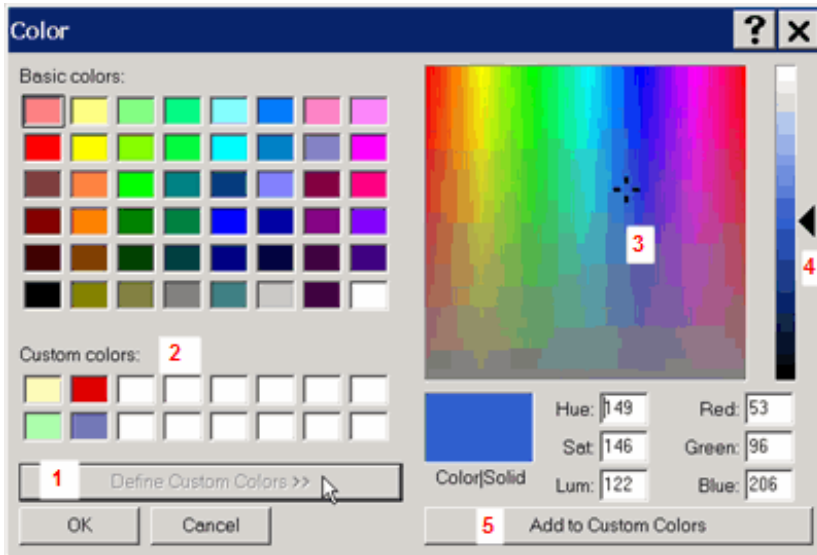 Color
Basic colors:
Custom colors: 2
1 Define Custom Colors >>
OK Cancel
3
4
Color|Solid
Hue: 149 Red: 53
Sat: 146 Green: 96
Lum: 122 Blue: 206
5 Add to Custom Colors